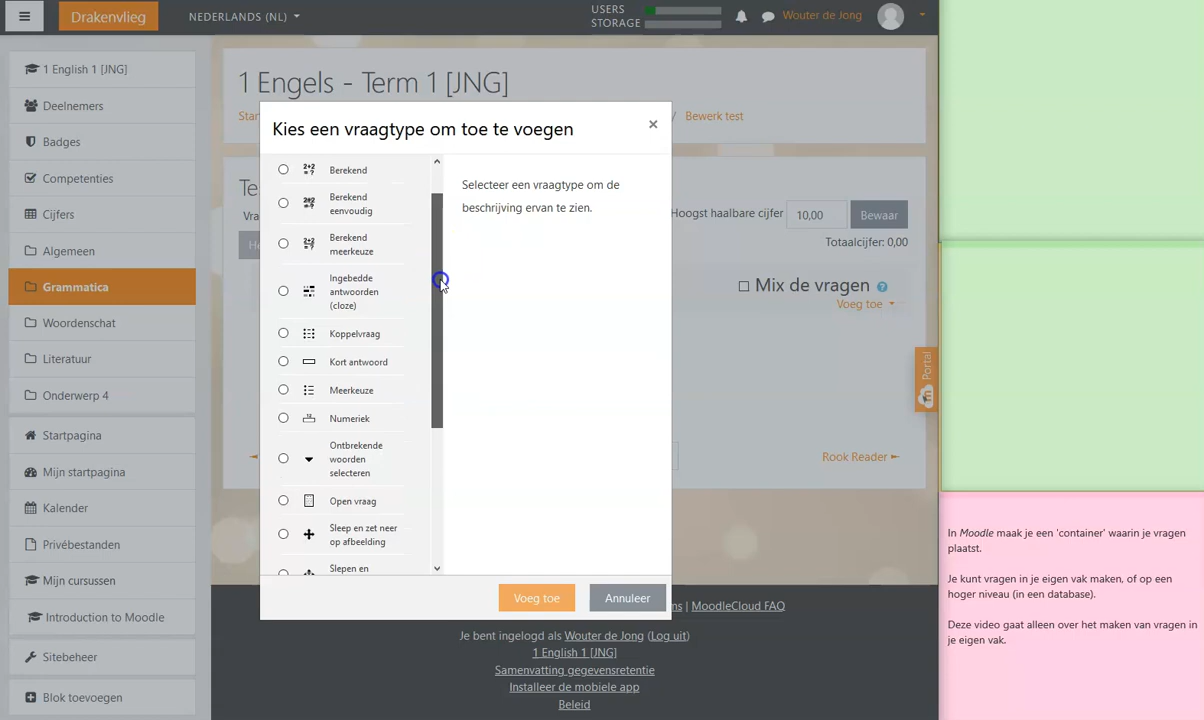 Drakenvlieg
NEDERLANDS (NL)
USERS
STORAGE
Wouter de Jong
1 English 1 [JNG]
Deelnemers
Badges
Competenties
Cijfers
Algemeen
Grammatica
Woordenschat
Literatuur
Onderwerp 4
Startpagina
Mijn startpagina
Kalender
Privébestanden
Mijn cursussen
Introduction to Moodle
Sitebeheer
Blok toevoegen
1 Engels - Term 1 [JNG]
/ Bewerk test
Hoogst haalbare cijfer
10,00
Bewaar
Totaalcijfer: 0,00
Mix de vragen
Voeg toe
Portal
Rook Reader
Kies een vraagtype om toe te voegen
×
Berekend
Berekend
eenvoudig
Berekend
meerkeuze
Ingebedde
antwoorden
(cloze)
Koppelvraag
Kort antwoord
Meerkeuze
Numeriek
Ontbrekende
woorden
selecteren
Open vraag
Sleep en zet neer
op afbeelding
Slepen en
Selecteer een vraagtype om de
beschrijving ervan te zien.
Voeg toe
Annuleer
| MoodleCloud FAQ
Je bent ingelogd als Wouter de Jong (Log uit)
1 English 1 [JNG]
Samenvatting gegevensretentie
Installeer de mobiele app
Beleid
In Moodle maak je een 'container' waarin je vragen
plaatst.
Je kunt vragen in je eigen vak maken, of op een
hoger niveau (in een database).
Deze video gaat alleen over het maken van vragen in
je eigen vak.